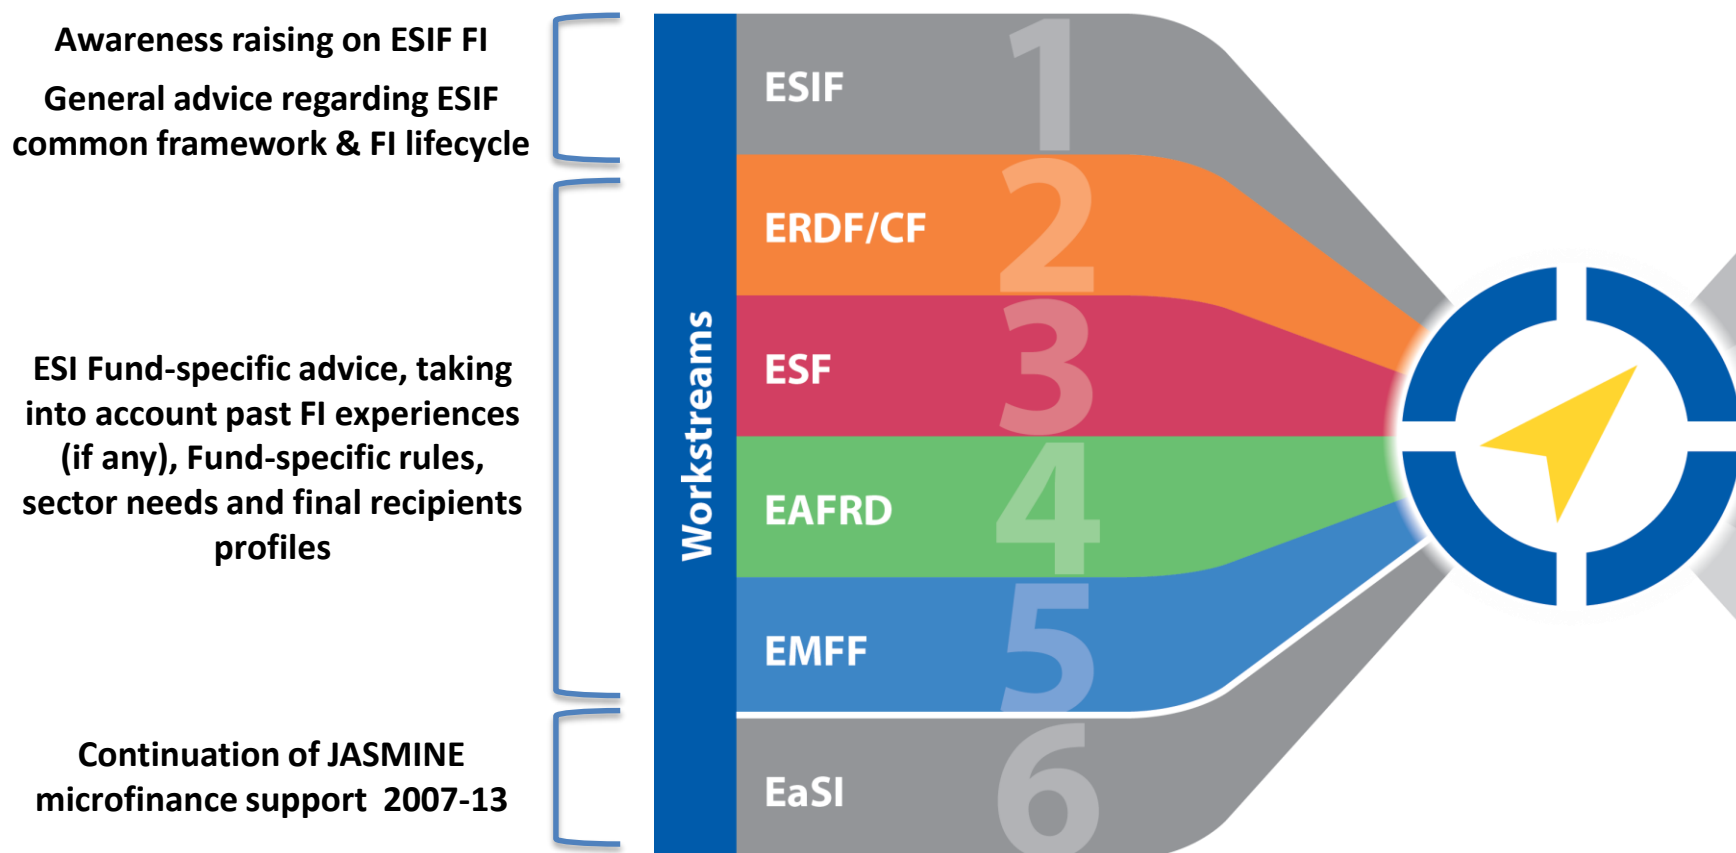 Awareness raising on ESIF FI
General advice regarding ESIF
common framework & FI lifecycle
ESI Fund-specific advice, taking
into account past FI experiences
(if any), Fund-specific rules,
sector needs and final recipients
profiles
Continuation of JASMINE
microfinance support 2007-13
Workstreams
ESIF 1
ERDF/CF 2
ESF 3
EAFRD 4
EMFF 5
EaSI 6